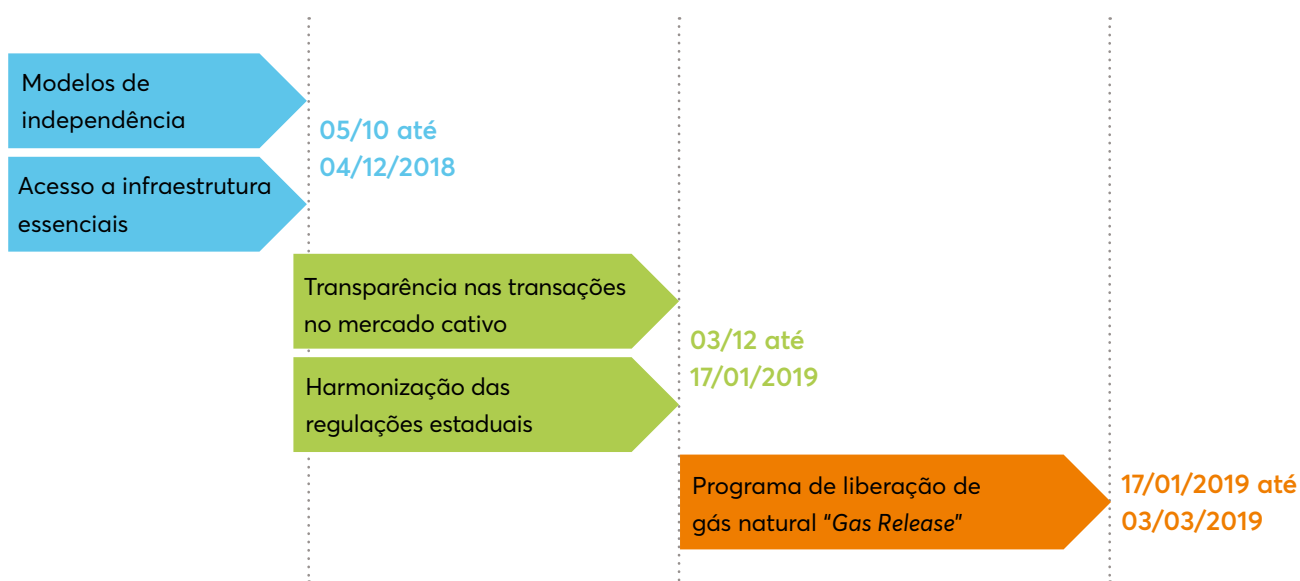 Modelos de
independência
05/10 até
04/12/2018
Acesso a infraestrutura
essenciais
Transparência nas transações
no mercado cativo
03/12 até
17/01/2019
Harmonização das
regulações estaduais
Programa de liberação de
gás natural "Gas Release"
17/01/2019 até
03/03/2019